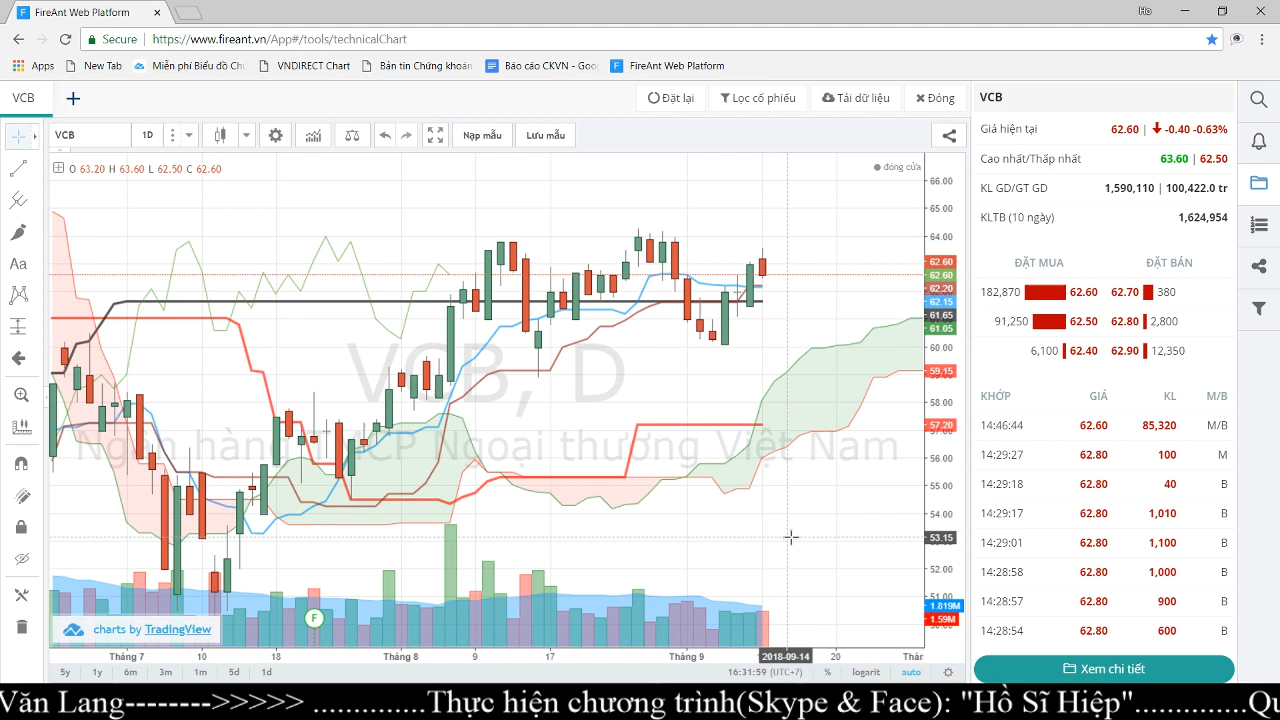 FireAnt Web Platform
Secure https://www.fireant.vn/App#/tools/technicalChart
Apps New Tab Miễn phí Biểu đồ Chu VNDIRECT Chart Bản tin Chứng khoán Báo cáo CKVN - Goo FireAnt Web Platform
VCB Đặt lại Lọc cổ phiếu Tải dữ liệu Đóng
VCB 1D Nạp mẫu Lưu mẫu
O 63.20 H 63.60 L 62.50 C 62.60
đóng cửa
VCB, D
Ngân hàng TMCP Ngoại thương Việt Nam
66.00
65.00
64.00
62.60
62.60
62.20
62.15
61.65
61.05
60.00
59.15
58.00
57.20
56.00
55.00
54.00
53.15
52.00
51.00
1.819M
1.59M
F
charts by TradingView
Tháng 7 10 18 Tháng 8 9 17 Tháng 9 2018-09-14 20 Thár
5y 6m 3m 1m 5d 1d 16:31:59 (UTC+7) % logarit auto
VCB
Giá hiện tại 62.60 | -0.40 -0.63%
Cao nhất/Thấp nhất 63.60 | 62.50
KL GD/GT GD 1,590,110 | 100,422.0 tr
KLTB (10 ngày) 1,624,954
ĐẶT MUA ĐẶT BÁN
182,870 62.60 62.70 380
91,250 62.50 62.80 2,800
6,100 62.40 62.90 12,350
KHỚP GIÁ KL M/B
14:46:44 62.60 85,320 M/B
14:29:27 62.80 100 M
14:29:18 62.80 40 B
14:29:17 62.80 1,010 B
14:29:01 62.80 1,100 B
14:28:58 62.80 1,000 B
14:28:57 62.80 900 B
14:28:54 62.80 600 B
Xem chi tiết
Aa
Văn Lang-------->>>>> ..............Thực hiện chương trình(Skype & Face): "Hồ Sĩ Hiệp"..............Qu